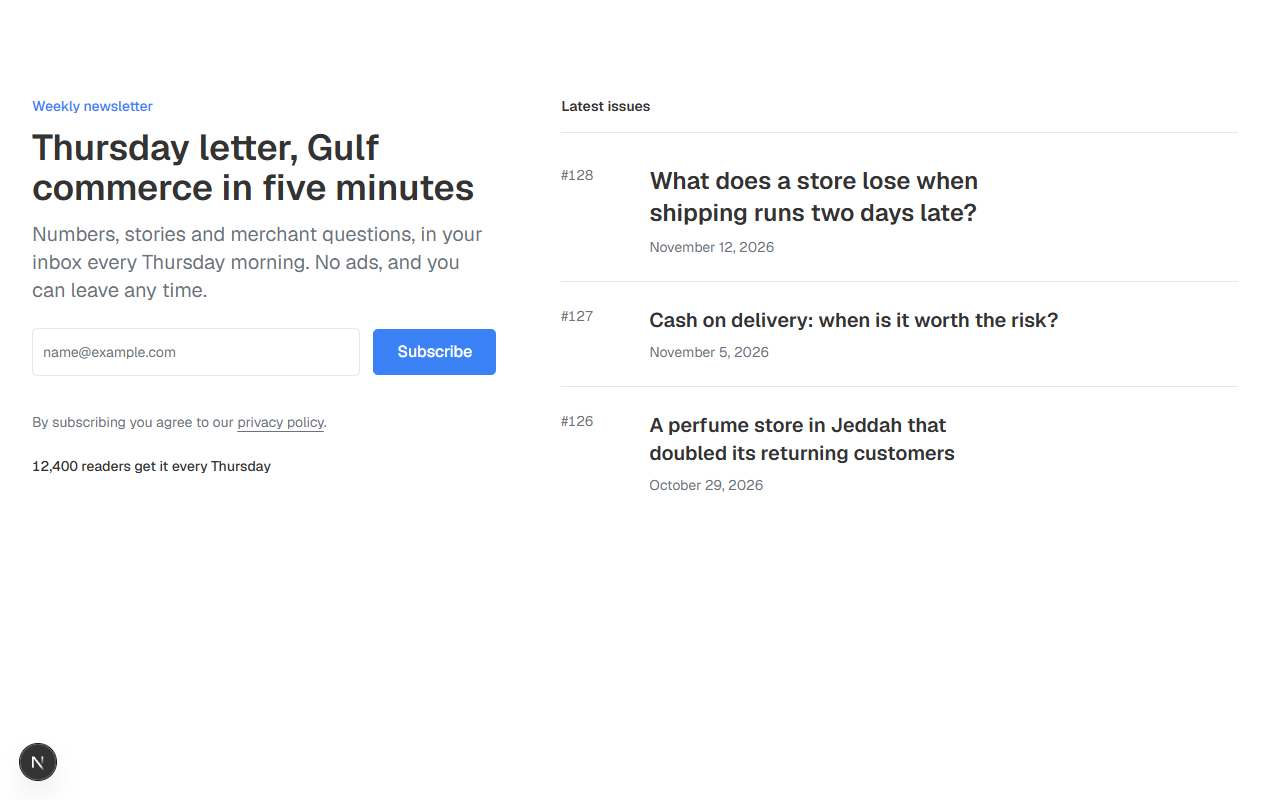 Weekly newsletter
Thursday letter, Gulf
commerce in five minutes
Numbers, stories and merchant questions, in your
inbox every Thursday morning. No ads, and you
can leave any time.
name@example.com
Subscribe
By subscribing you agree to our privacy policy.
12,400 readers get it every Thursday
Latest issues
#128
What does a store lose when
shipping runs two days late?
November 12, 2026
#127
Cash on delivery: when is it worth the risk?
November 5, 2026
#126
A perfume store in Jeddah that
doubled its returning customers
October 29, 2026
N